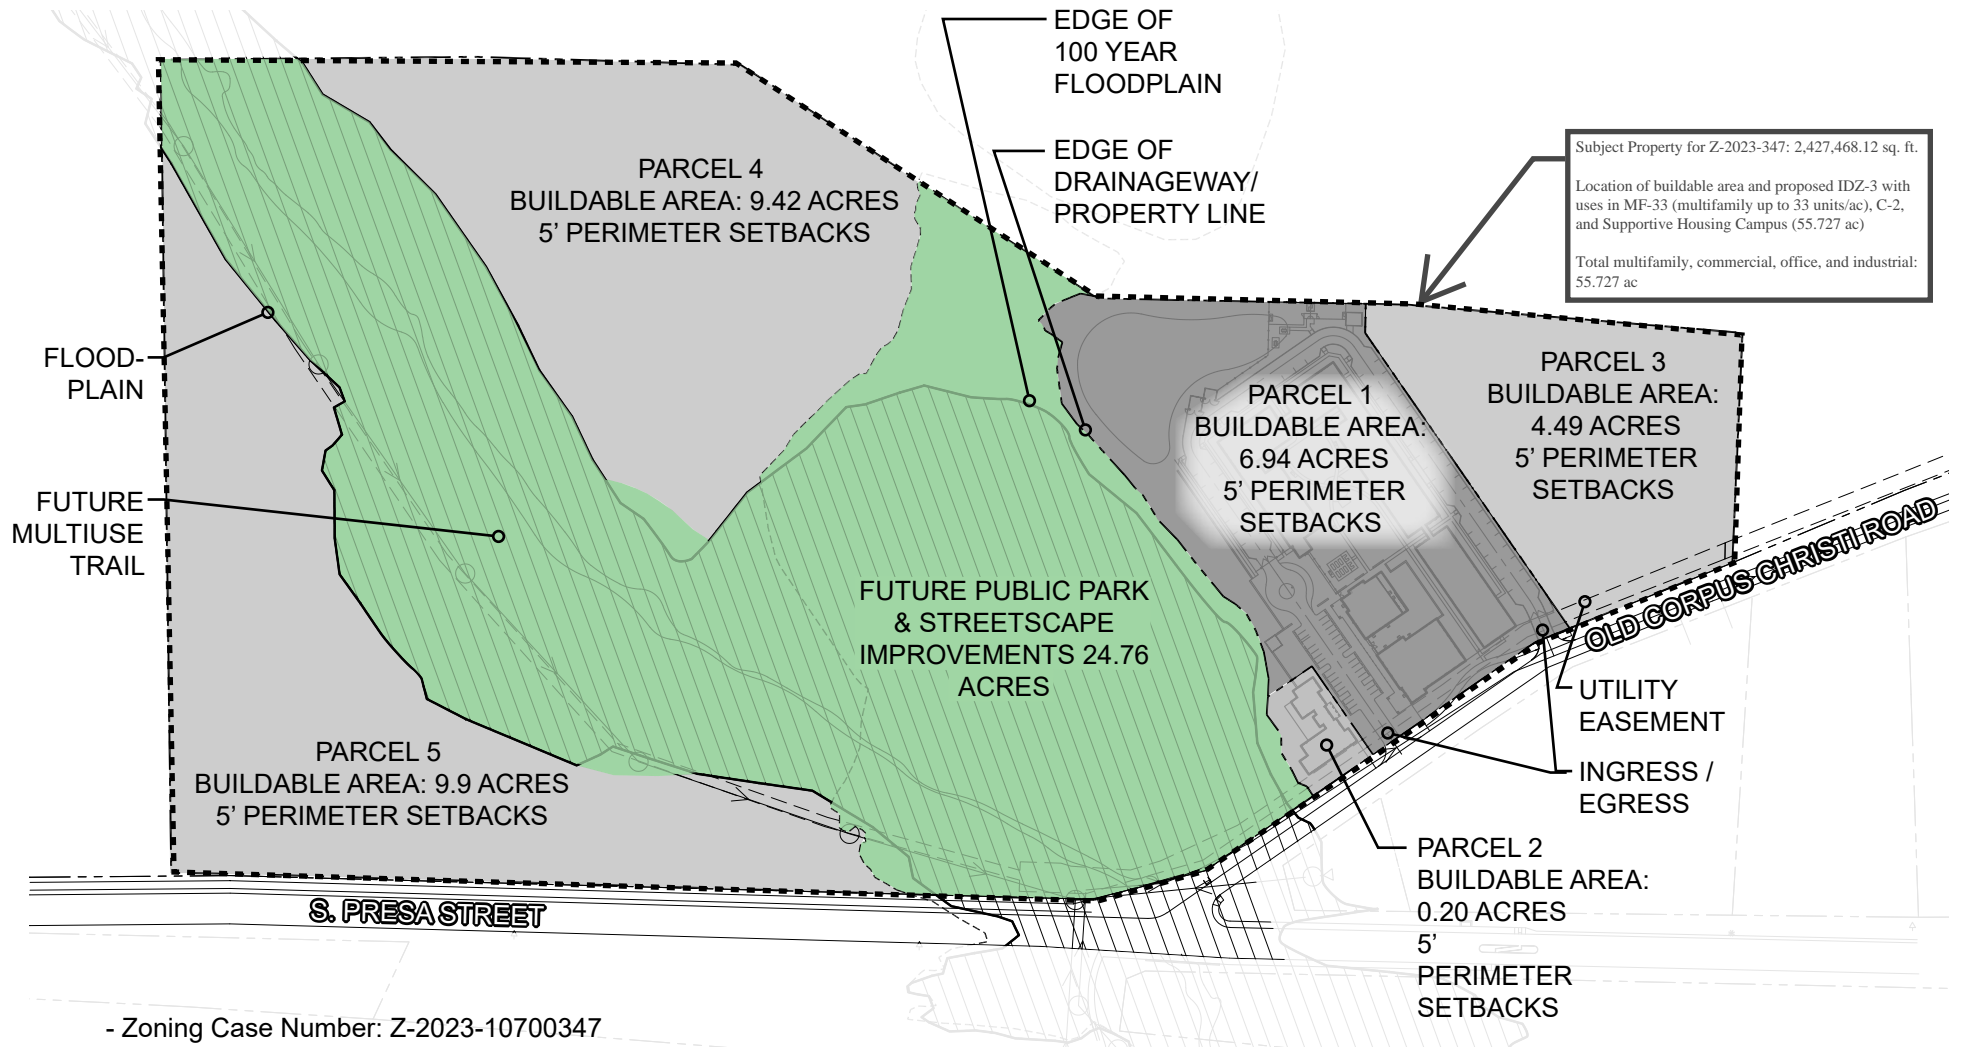 EDGE OF
100 YEAR
FLOODPLAIN
EDGE OF
DRAINAGEWAY/
PROPERTY LINE
Subject Property for Z-2023-347: 2,427,468.12 sq. ft.
Location of buildable area and proposed IDZ-3 with
uses in MF-33 (multifamily up to 33 units/ac), C-2,
and Supportive Housing Campus (55.727 ac)
Total multifamily, commercial, office, and industrial:
55.727 ac
PARCEL 4
BUILDABLE AREA: 9.42 ACRES
5’ PERIMETER SETBACKS
FLOOD-
PLAIN
PARCEL 1
BUILDABLE AREA:
6.94 ACRES
5’ PERIMETER
SETBACKS
PARCEL 3
BUILDABLE AREA:
4.49 ACRES
5’ PERIMETER
SETBACKS
FUTURE
MULTIUSE
TRAIL
FUTURE PUBLIC PARK
& STREETSCAPE
IMPROVEMENTS 24.76
ACRES
OLD CORPUS CHRISTI ROAD
UTILITY
EASEMENT
INGRESS /
EGRESS
PARCEL 5
BUILDABLE AREA: 9.9 ACRES
5’ PERIMETER SETBACKS
PARCEL 2
BUILDABLE AREA:
0.20 ACRES
5’
PERIMETER
SETBACKS
S. PRESA STREET
- Zoning Case Number: Z-2023-10700347